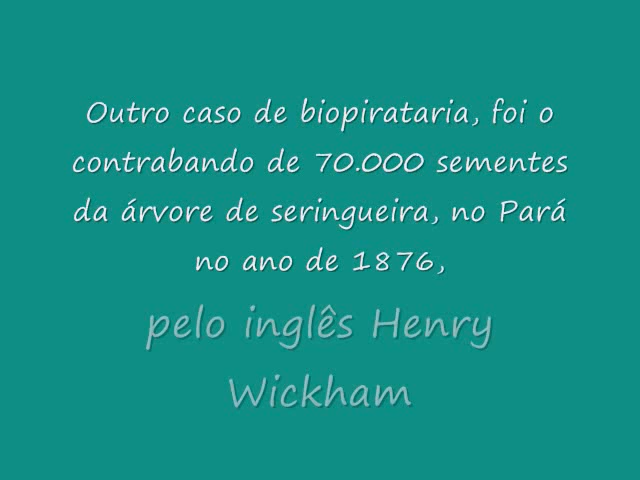 Outro caso de biopirataria, foi o
contrabando de 70.000 sementes
da árvore de seringueira, no Pará
no ano de 1876,
pelo inglês Henry
Wickham